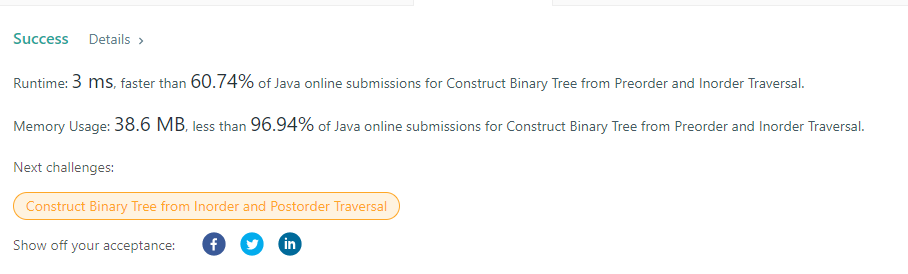 Success Details >
Runtime: 3 ms, faster than 60.74% of Java online submissions for Construct Binary Tree from Preorder and Inorder Traversal.
Memory Usage: 38.6 MB, less than 96.94% of Java online submissions for Construct Binary Tree from Preorder and Inorder Traversal.
Next challenges:
Construct Binary Tree from Inorder and Postorder Traversal
Show off your acceptance: f in